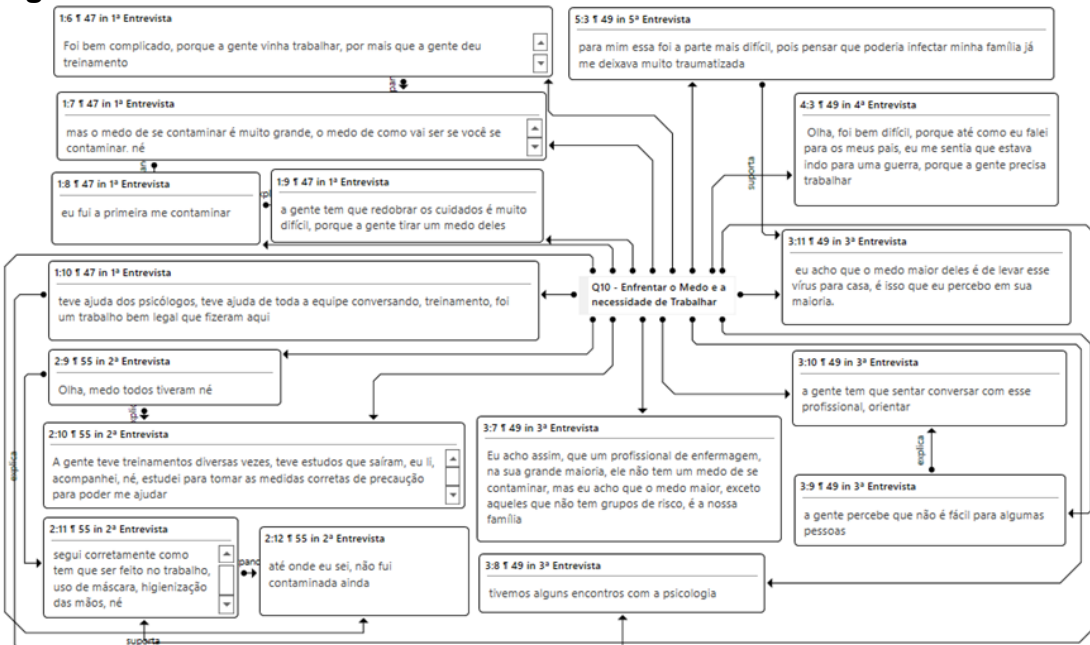 1:6 ¶ 47 in 1ª Entrevista
Foi bem complicado, porque a gente vinha trabalhar, por mais que a gente deu
treinamento
1:7 ¶ 47 in 1ª Entrevista
mas o medo de se contaminar é muito grande, o medo de como vai ser se você se
contaminar. né
1:8 ¶ 47 in 1ª Entrevista
eu fui a primeira me contaminar
1:9 ¶ 47 in 1ª Entrevista
a gente tem que redobrar os cuidados é muito
difícil, porque a gente tirar um medo deles
1:10 ¶ 47 in 1ª Entrevista
teve ajuda dos psicólogos, teve ajuda de toda a equipe conversando, treinamento, foi
um trabalho bem legal que fizeram aqui
2:9 ¶ 55 in 2ª Entrevista
Olha, medo todos tiveram né
2:10 ¶ 55 in 2ª Entrevista
A gente teve treinamentos diversas vezes, teve estudos que saíram, eu li,
acompanhei, né, estudei para tomar as medidas corretas de precaução
para poder me ajudar
explica
2:11 ¶ 55 in 2ª Entrevista
segui corretamente como
tem que ser feito no trabalho,
uso de máscara, higienização
das mãos, né
2:12 ¶ 55 in 2ª Entrevista
até onde eu sei, não fui
contaminada ainda
suporta
5:3 ¶ 49 in 5ª Entrevista
para mim essa foi a parte mais difícil, pois pensar que poderia infectar minha família já
me deixava muito traumatizada
suporta
4:3 ¶ 49 in 4ª Entrevista
Olha, foi bem difícil, porque até como eu falei
para os meus pais, eu me sentia que estava
indo para uma guerra, porque a gente precisa
trabalhar
3:11 ¶ 49 in 3ª Entrevista
eu acho que o medo maior deles é de levar esse
vírus para casa, é isso que eu percebo em sua
maioria.
Q10 - Enfrentar o Medo e a
necessidade de Trabalhar
3:10 ¶ 49 in 3ª Entrevista
a gente tem que sentar conversar com esse
profissional, orientar
explica
3:7 ¶ 49 in 3ª Entrevista
Eu acho assim, que um profissional de enfermagem,
na sua grande maioria, ele não tem um medo de se
contaminar, mas eu acho que o medo maior, exceto
aqueles que não tem grupos de risco, é a nossa
família
3:9 ¶ 49 in 3ª Entrevista
a gente percebe que não é fácil para algumas
pessoas
3:8 ¶ 49 in 3ª Entrevista
tivemos alguns encontros com a psicologia